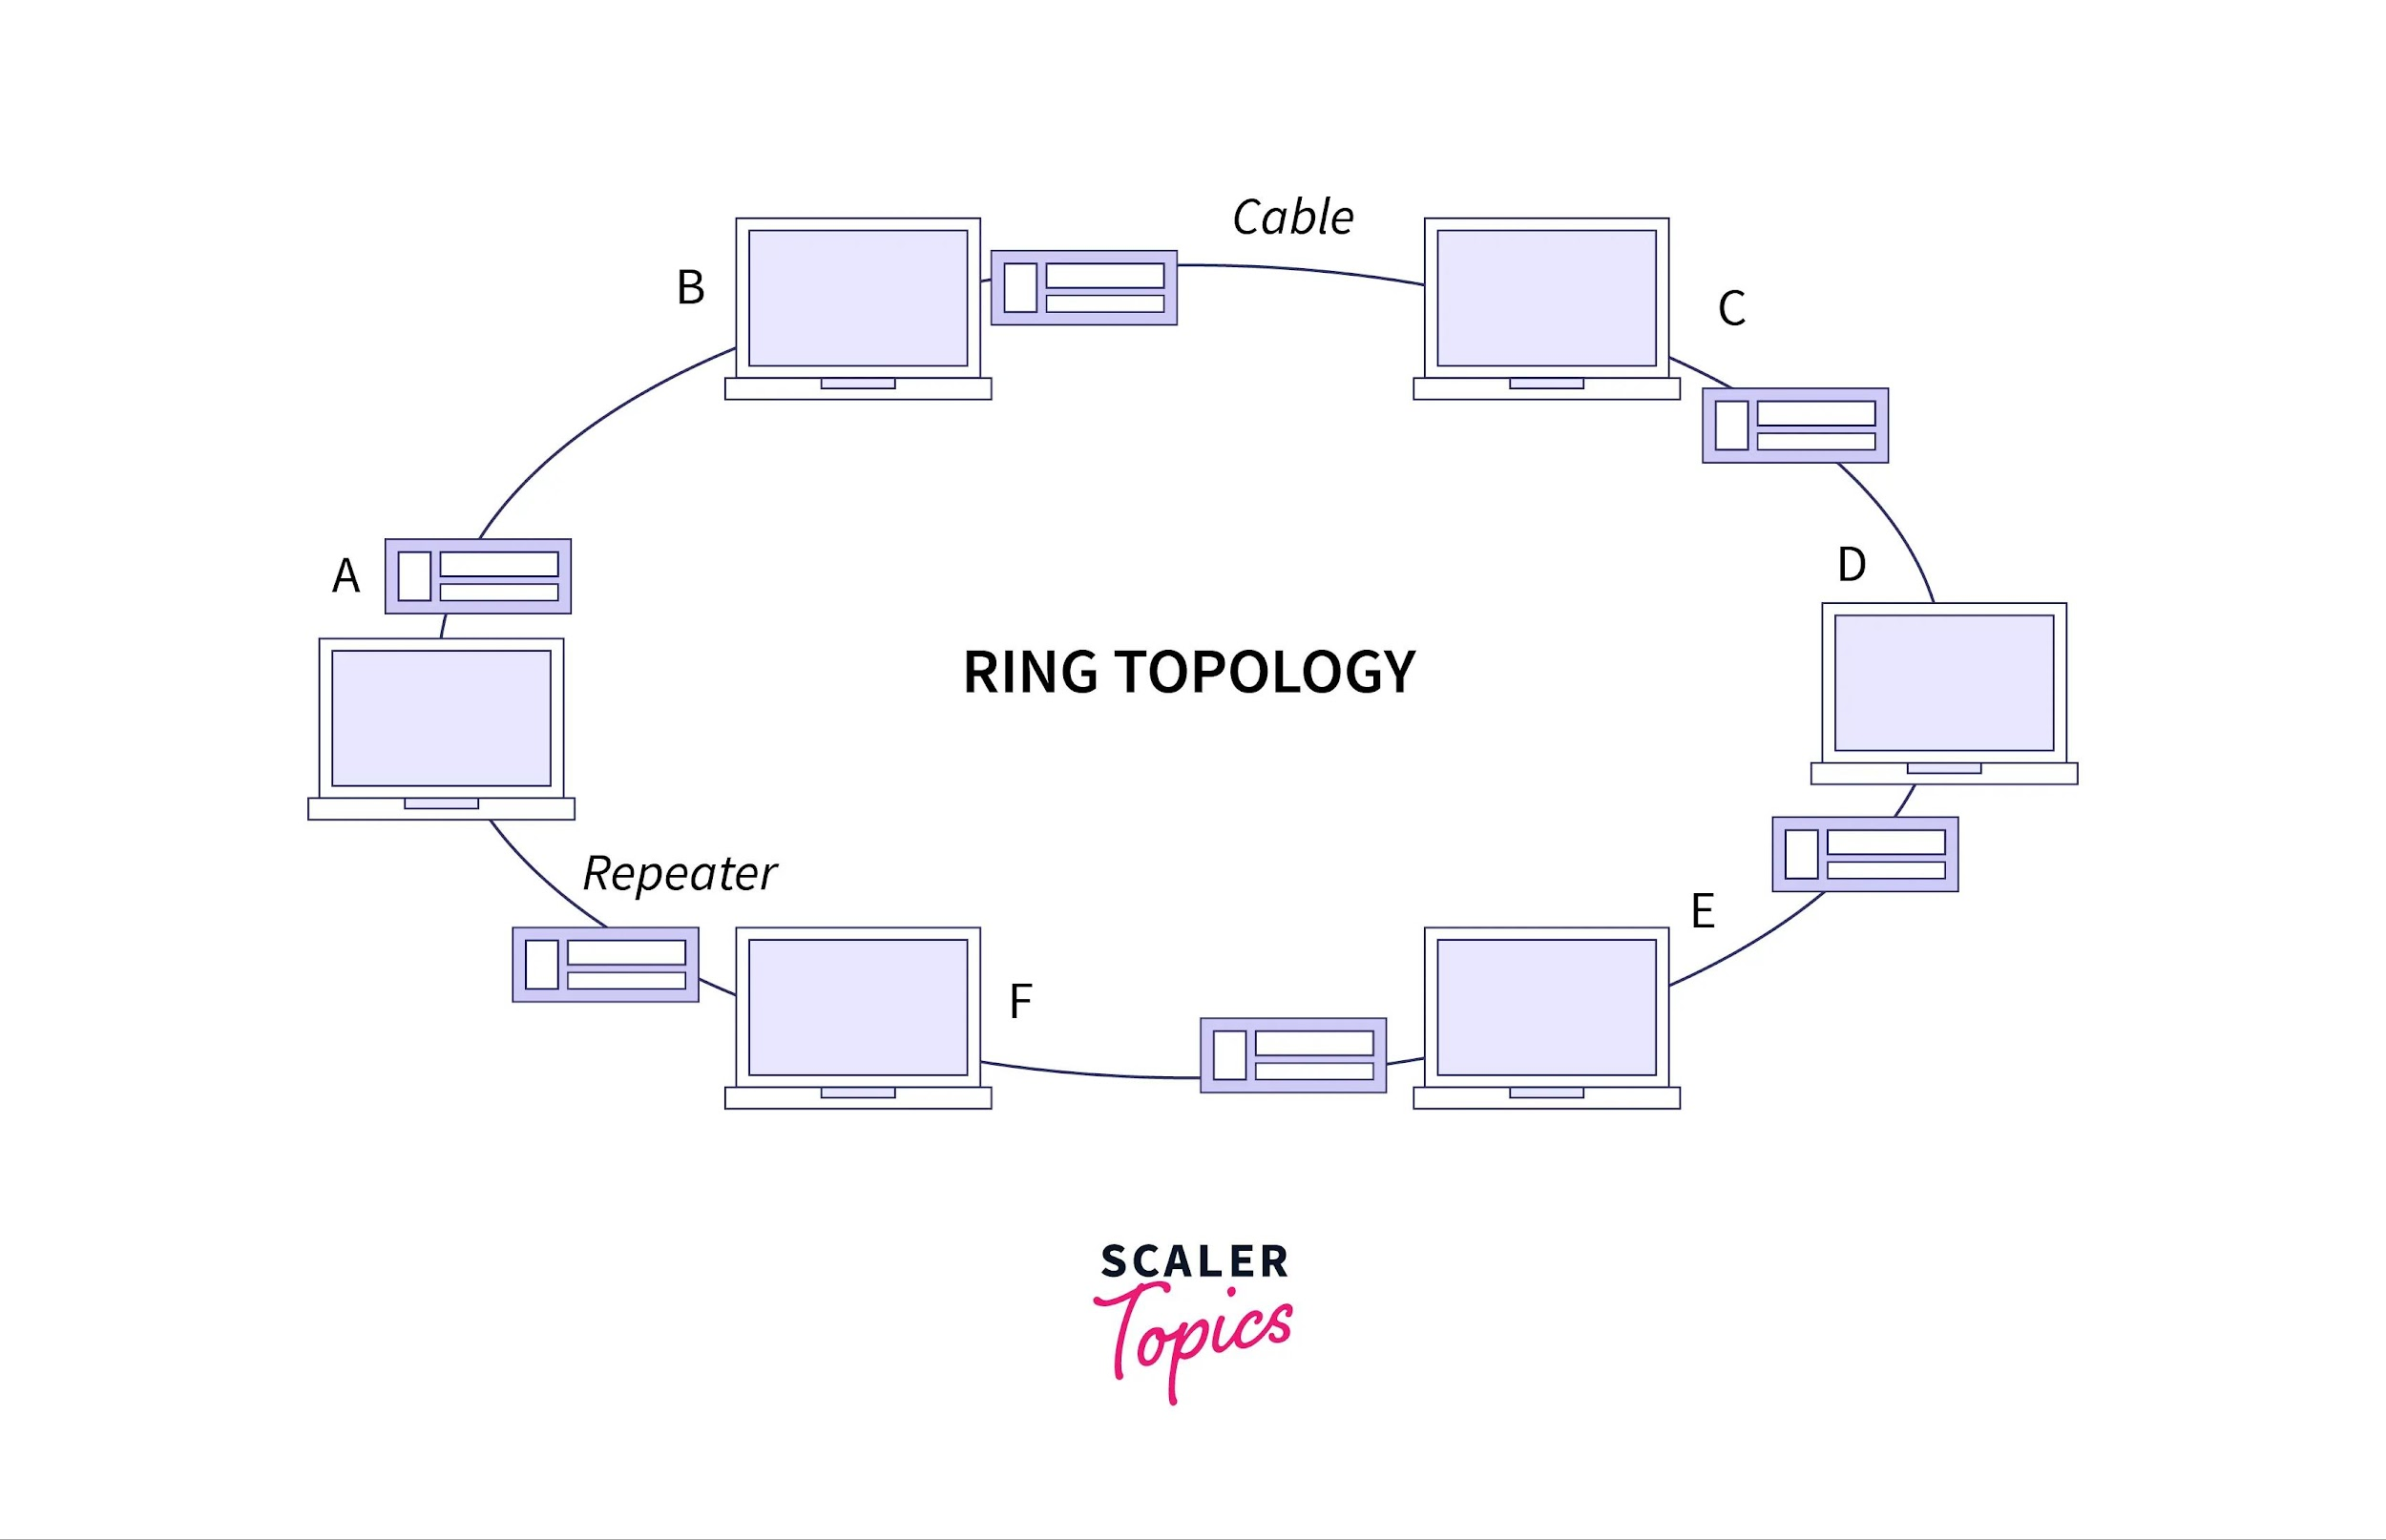 Cable
B
C
D
A
RING TOPOLOGY
Repeater
E
F
SCALER
Topics